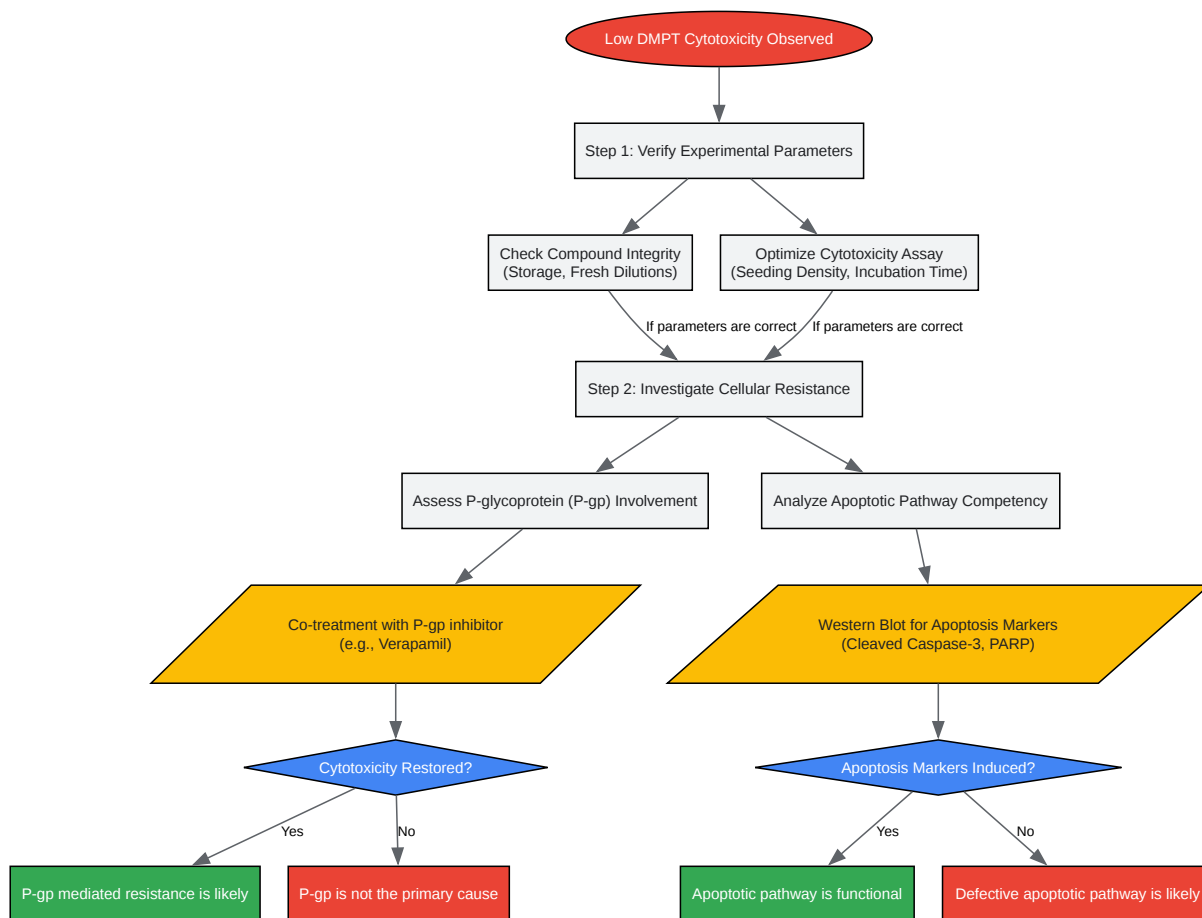 Low DMPT Cytotoxicity Observed
Step 1: Verify Experimental Parameters
Check Compound Integrity
(Storage, Fresh Dilutions)
Optimize Cytotoxicity Assay
(Seeding Density, Incubation Time)
If parameters are correct
If parameters are correct
Step 2: Investigate Cellular Resistance
Assess P-glycoprotein (P-gp) Involvement
Analyze Apoptotic Pathway Competency
Co-treatment with P-gp inhibitor
(e.g., Verapamil)
Western Blot for Apoptosis Markers
(Cleaved Caspase-3, PARP)
Cytotoxicity Restored?
Apoptosis Markers Induced?
Yes
No
Yes
No
P-gp mediated resistance is likely
P-gp is not the primary cause
Apoptotic pathway is functional
Defective apoptotic pathway is likely